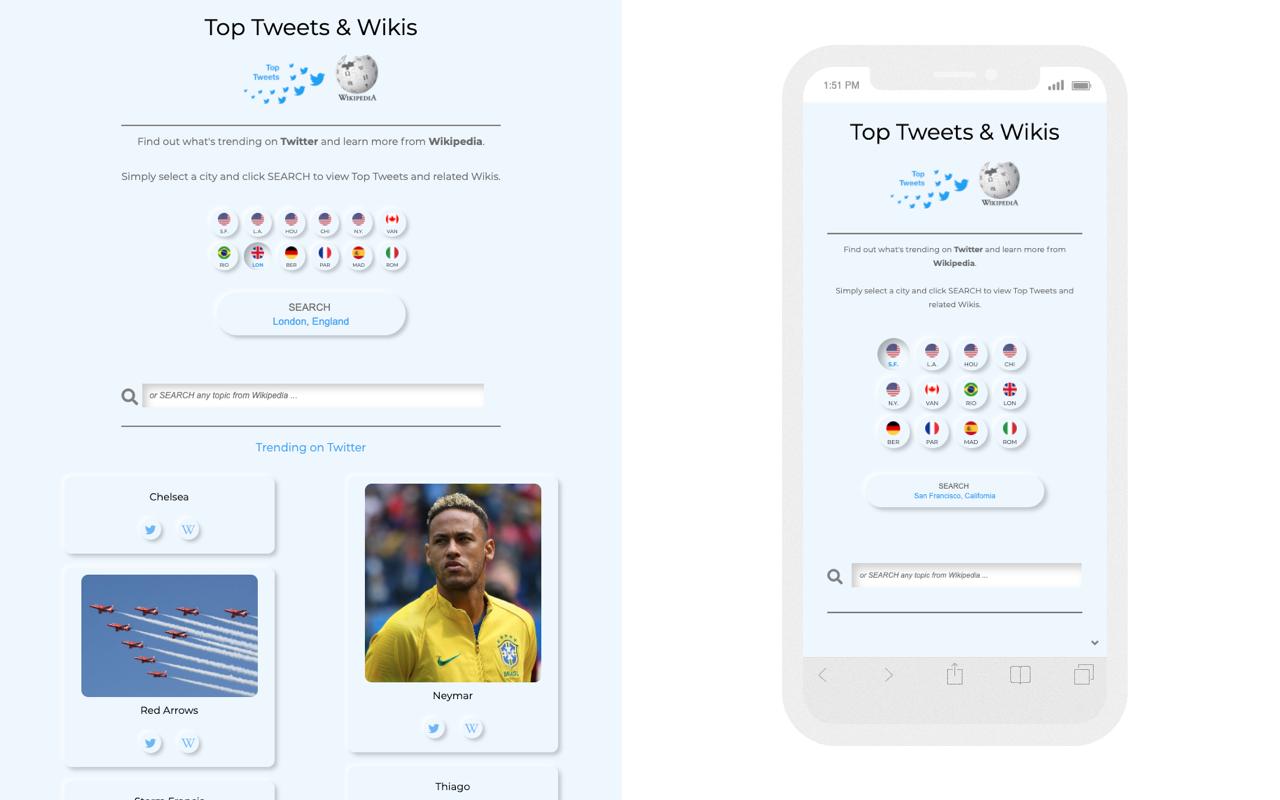 Top Tweets & Wikis
Top
Tweets
WIKIPEDIA
Find out what's trending on Twitter and learn more from Wikipedia.
Simply select a city and click SEARCH to view Top Tweets and related Wikis.
S.F. L.A. HOU CHI N.Y. VAN
RIO LON BER PAR MAD ROM
SEARCH
London, England
or SEARCH any topic from Wikipedia ...
Trending on Twitter
Chelsea
W
Red Arrows
W
Neymar
W
Thiago
1:51 PM
Top Tweets & Wikis
Top
Tweets
WIKIPEDIA
Find out what's trending on Twitter and learn more from
Wikipedia.
Simply select a city and click SEARCH to view Top Tweets and
related Wikis.
S.F. L.A. HOU CHI
N.Y. VAN RIO LON
BER PAR MAD ROM
SEARCH
San Francisco, California
or SEARCH any topic from Wikipedia ...